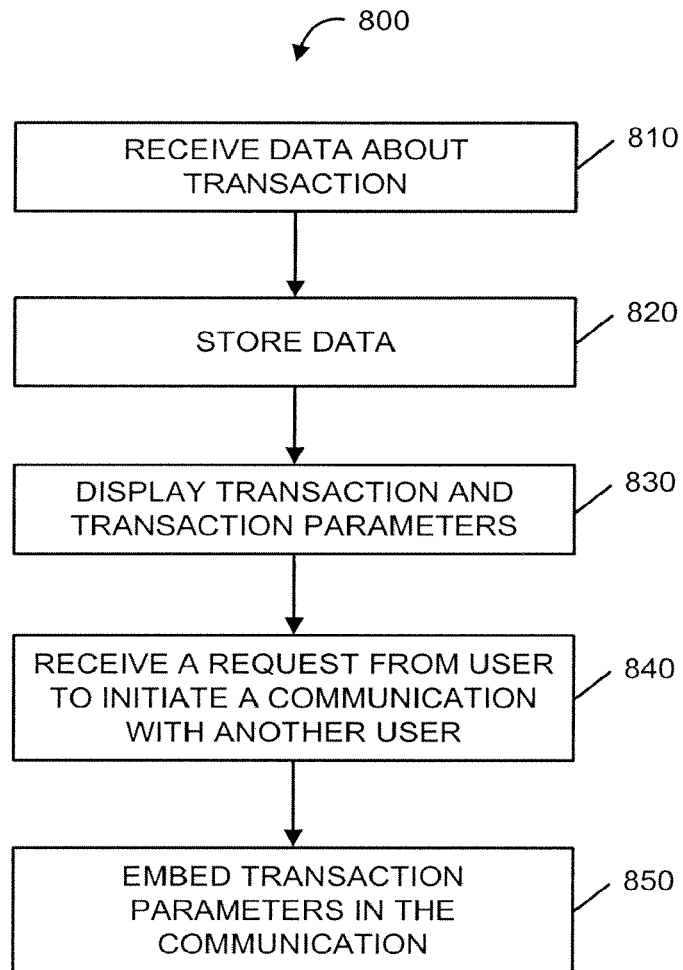 800
RECEIVE DATA ABOUT
TRANSACTION
810
STORE DATA
820
DISPLAY TRANSACTION AND
TRANSACTION PARAMETERS
830
RECEIVE A REQUEST FROM USER
TO INITIATE A COMMUNICATION
WITH ANOTHER USER
840
EMBED TRANSACTION
PARAMETERS IN THE
COMMUNICATION
850